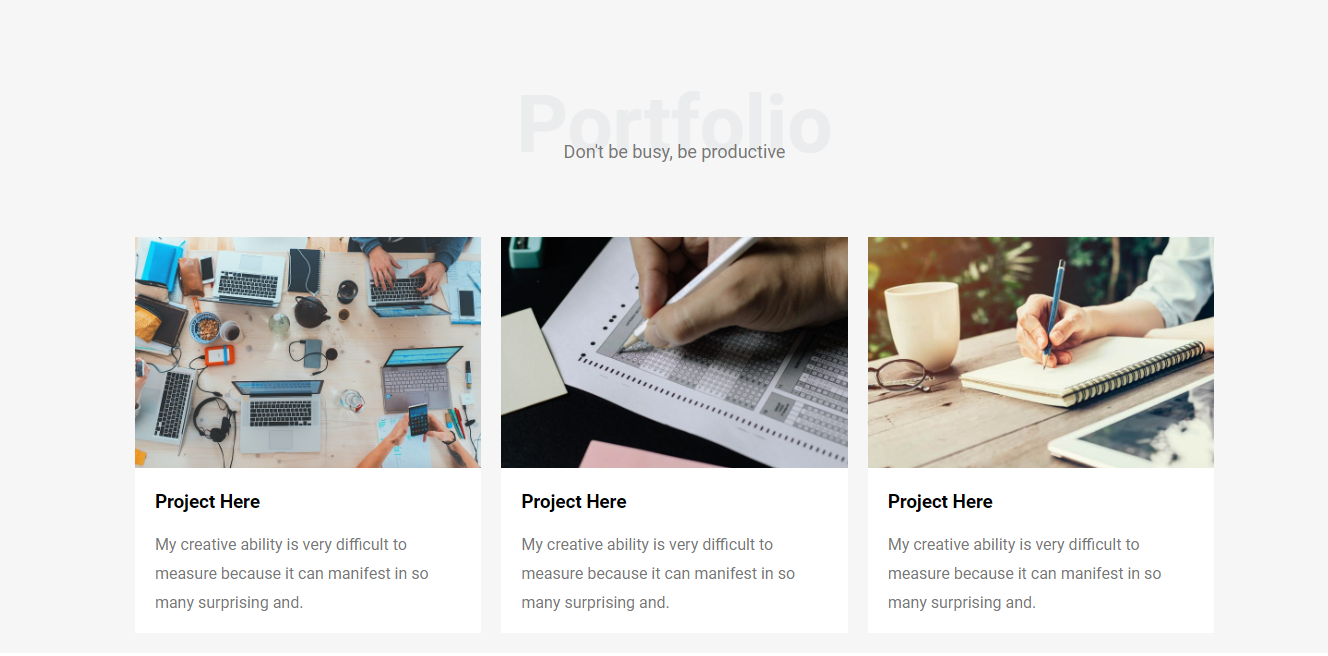 Portfolio
Don't be busy, be productive
Project Here
My creative ability is very difficult to
measure because it can manifest in so
many surprising and.
Project Here
My creative ability is very difficult to
measure because it can manifest in so
many surprising and.
Project Here
My creative ability is very difficult to
measure because it can manifest in so
many surprising and.